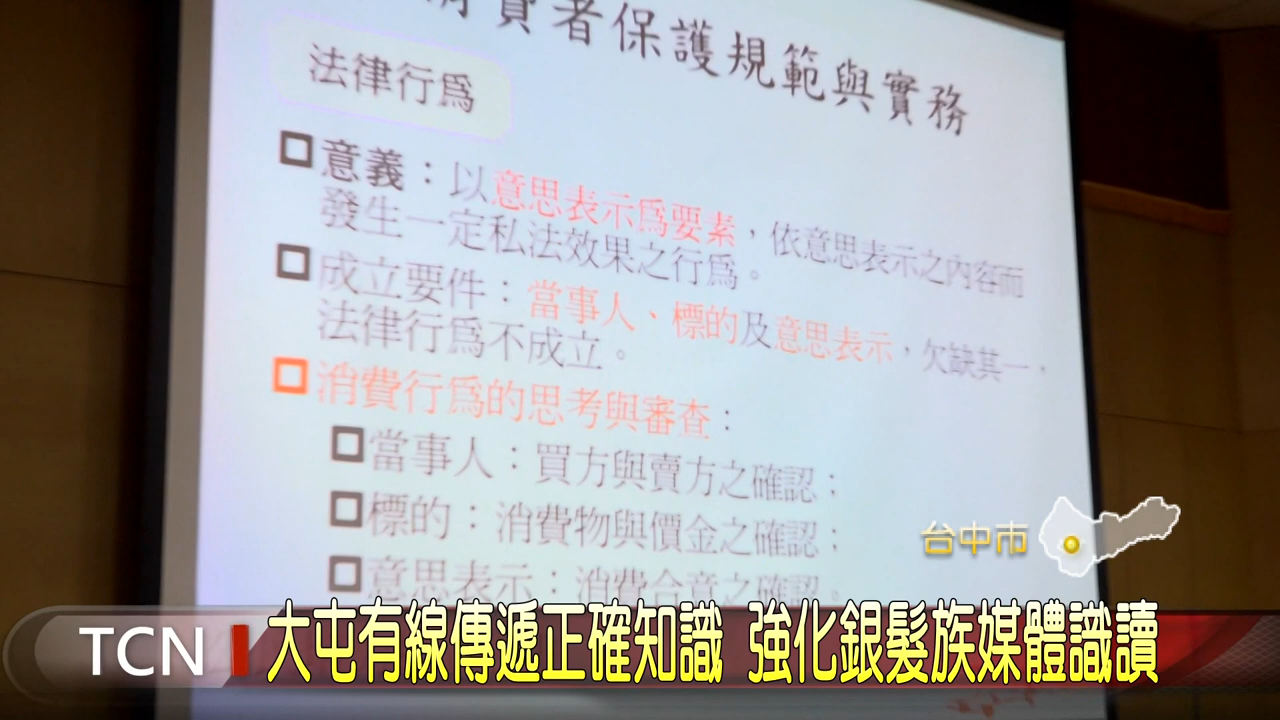 消費者保護規範與實務
法律行為
意義：以意思表示為要素，依意思表示之內容而
發生一定私法效果之行為。
成立要件：當事人、標的及意思表示，欠缺其一，
法律行為不成立。
消費行為的思考與審查：
當事人：買方與賣方之確認；
標的：消費物與價金之確認；
意思表示：消費合意之確認。
台中市
TCN
大屯有線傳遞正確知識 強化銀髮族媒體識讀